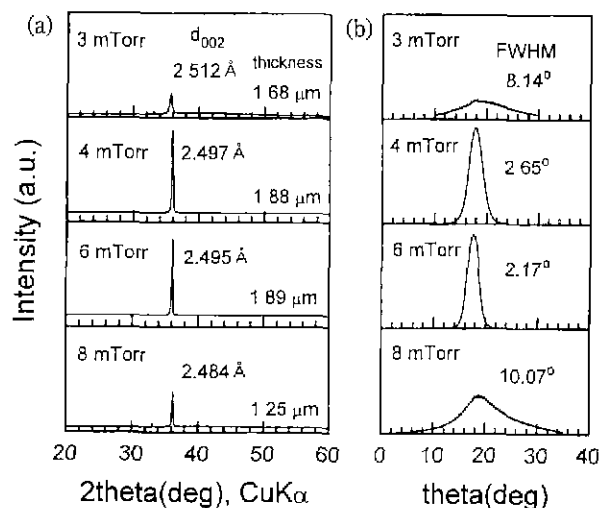 (a)
3 mTorr
d002
2 512 Å
thickness
1 68 μm
4 mTorr
2.497 Å
1 88 μm
6 mTorr
2.495 Å
1 89 μm
8 mTorr
2.484 Å
1 25 μm
20 30 40 50 60
2theta(deg), CuKα
Intensity (a.u.)
(b)
3 mTorr
FWHM
8.14°
4 mTorr
2 65°
6 mTorr
2.17°
8 mTorr
10.07°
0 10 20 30 40
theta(deg)